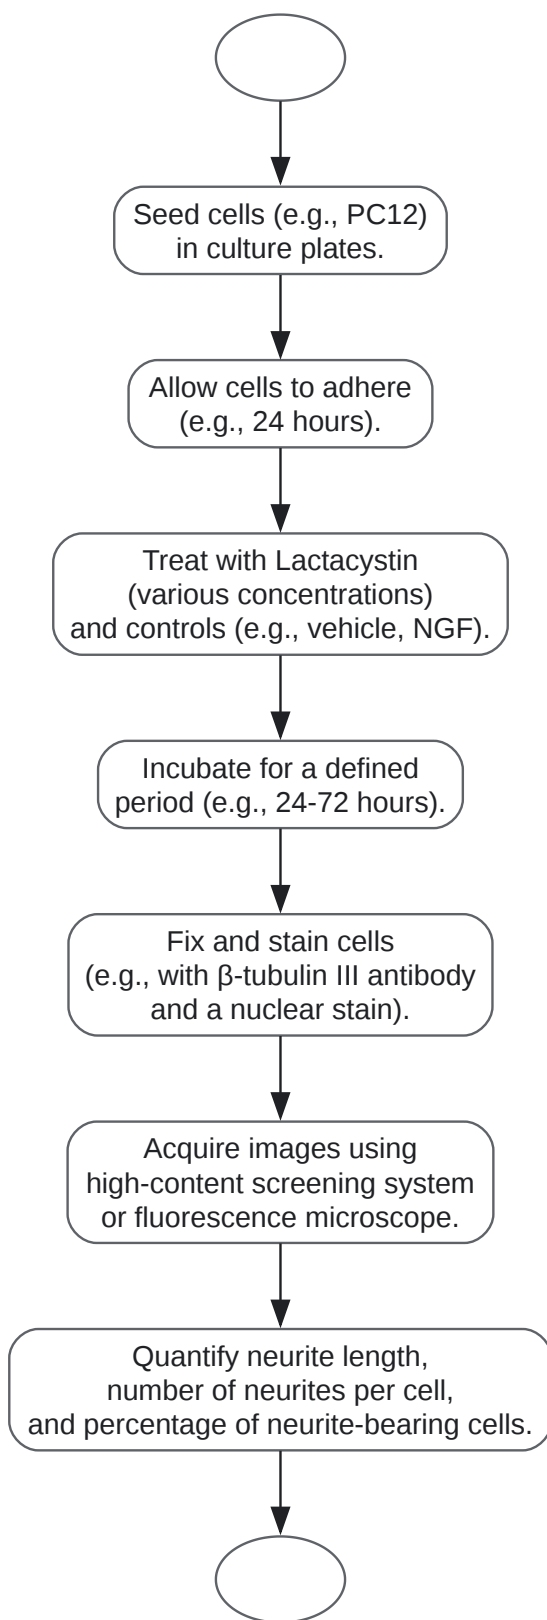 Seed cells (e.g., PC12)
in culture plates.
Allow cells to adhere
(e.g., 24 hours).
Treat with Lactacystin
(various concentrations)
and controls (e.g., vehicle, NGF).
Incubate for a defined
period (e.g., 24-72 hours).
Fix and stain cells
(e.g., with β-tubulin III antibody
and a nuclear stain).
Acquire images using
high-content screening system
or fluorescence microscope.
Quantify neurite length,
number of neurites per cell,
and percentage of neurite-bearing cells.